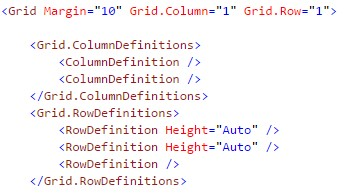 <Grid Margin="10" Grid.Column="1" Grid.Row="1">
<Grid.ColumnDefinitions>
<ColumnDefinition />
<ColumnDefinition />
</Grid.ColumnDefinitions>
<Grid.RowDefinitions>
<RowDefinition Height="Auto" />
<RowDefinition Height="Auto" />
<RowDefinition />
</Grid.RowDefinitions>